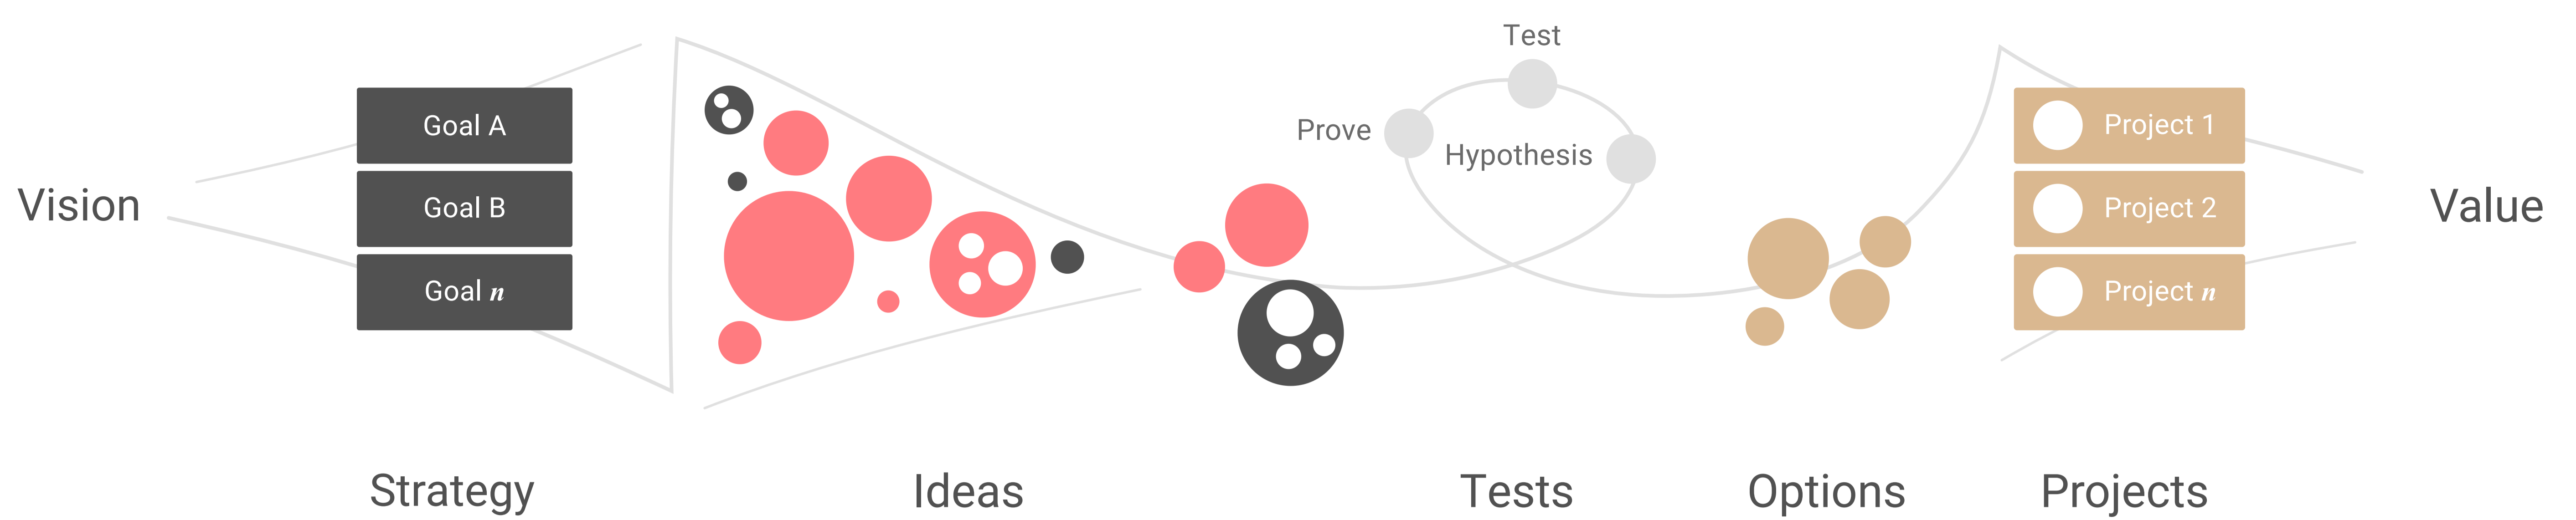 Vision
Goal A
Goal B
Goal n
Test
Prove
Hypothesis
Project 1
Project 2
Project n
Value
Strategy
Ideas
Tests
Options
Projects